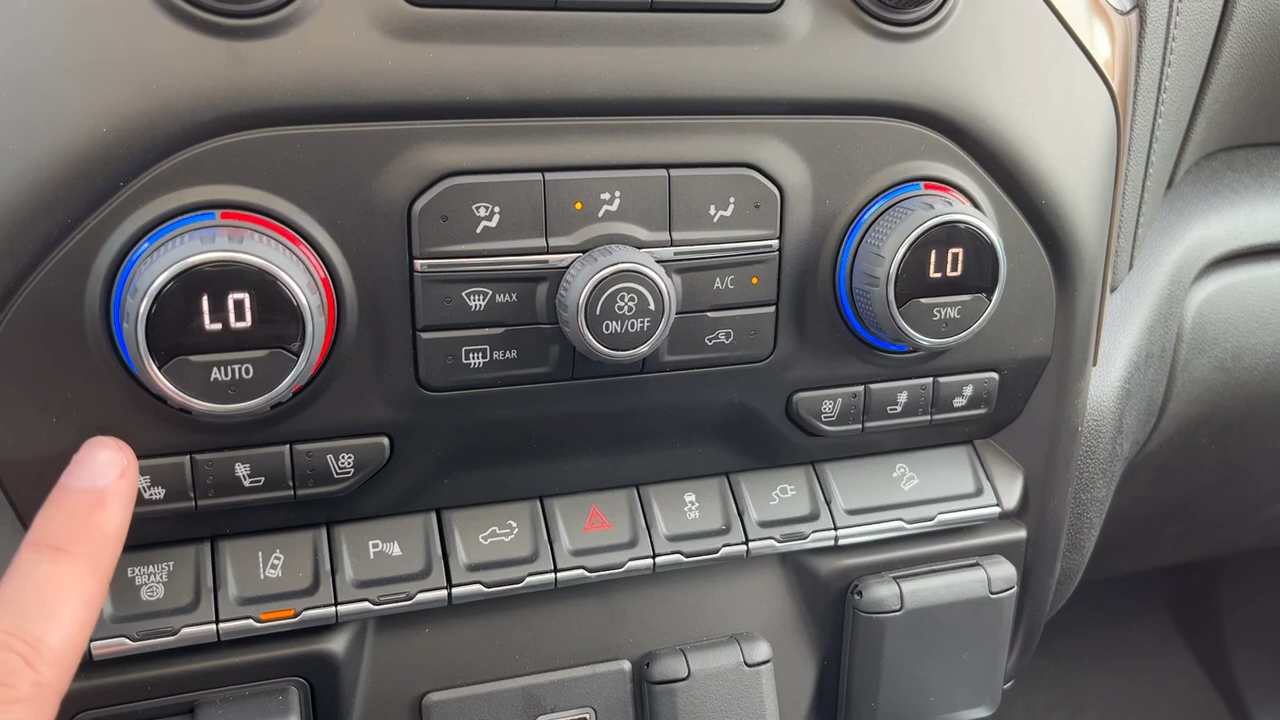 LO
AUTO
MAX
REAR
ON/OFF
A/C
LO
SYNC
EXHAUST
BRAKE
P
OFF